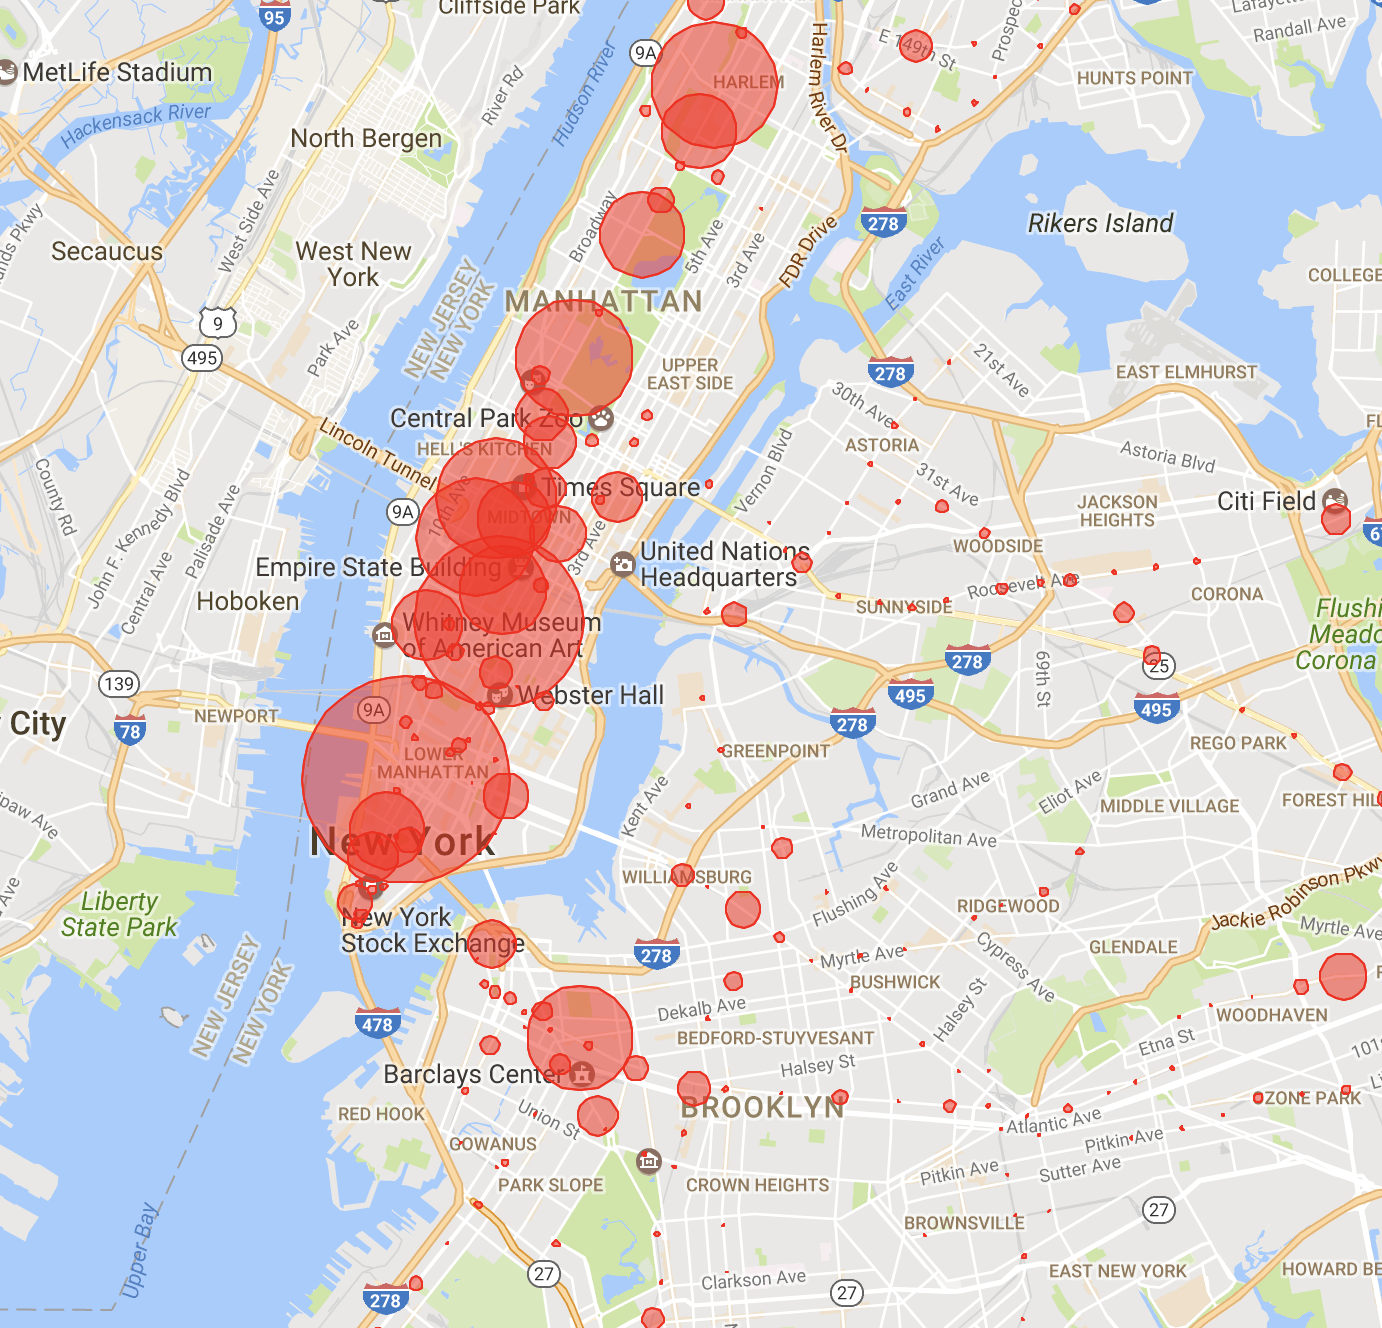 Cliffside Park
95
9A
MetLife Stadium
Hackensack River
River Rd
Hudson River
North Bergen
HARLEM
Harlem River Dr
E 149th St
Prospec
Lafayette
Randall Ave
HUNTS POINT
Secaucus
West Side Ave
West New
York
Broadway
5th Ave
3rd Ave
FDR Drive
278
East River
Rikers Island
COLLEGE
NEW JERSEY
NEW YORK
MANHATTAN
9
495
Park Ave
UPPER
EAST SIDE
278
21st Ave
EAST ELMHURST
30th Ave
Central Park Zoo
HELL'S KITCHEN
Lincoln Tunnel
ASTORIA
Astoria Blvd
31st Ave
Vernon Blvd
County Rd
John F. Kennedy Blvd
Palisade Ave
Central Ave
9A
10th Ave
Times Square
MIDTOWN
3rd Ave
JACKSON
HEIGHTS
Citi Field
WOODSIDE
United Nations
Headquarters
Empire State Building
Roosevelt Ave
CORONA
SUNNYSIDE
Hoboken
Whitney Museum
of American Art
Flushi
Meado
Corona
278
69th St
25
139
Webster Hall
495
495
NEWPORT
9A
278
City
78
GREENPOINT
REGO PARK
LOWER
MANHATTAN
Kent Ave
Grand Ave
Eliot Ave
MIDDLE VILLAGE
FOREST HIL
Metropolitan Ave
New York
WILLIAMSBURG
Flushing Ave
RIDGEWOOD
Jackie Robinson Pkwy
Liberty
State Park
New York
Stock Exchange
278
Myrtle Ave
Cypress Ave
GLENDALE
Myrtle Ave
BUSHWICK
NEW JERSEY
NEW YORK
478
Dekalb Ave
Halsey St
WOODHAVEN
BEDFORD-STUYVESANT
Etna St
101s
Halsey St
Barclays Center
RED HOOK
Union St
BROOKLYN
Atlantic Ave
OZONE PARK
GOWANUS
Pitkin Ave
Pitkin Ave
Sutter Ave
PARK SLOPE
CROWN HEIGHTS
BROWNSVILLE
27
Upper Bay
27
278
Clarkson Ave
27
EAST NEW YORK
HOWARD BE